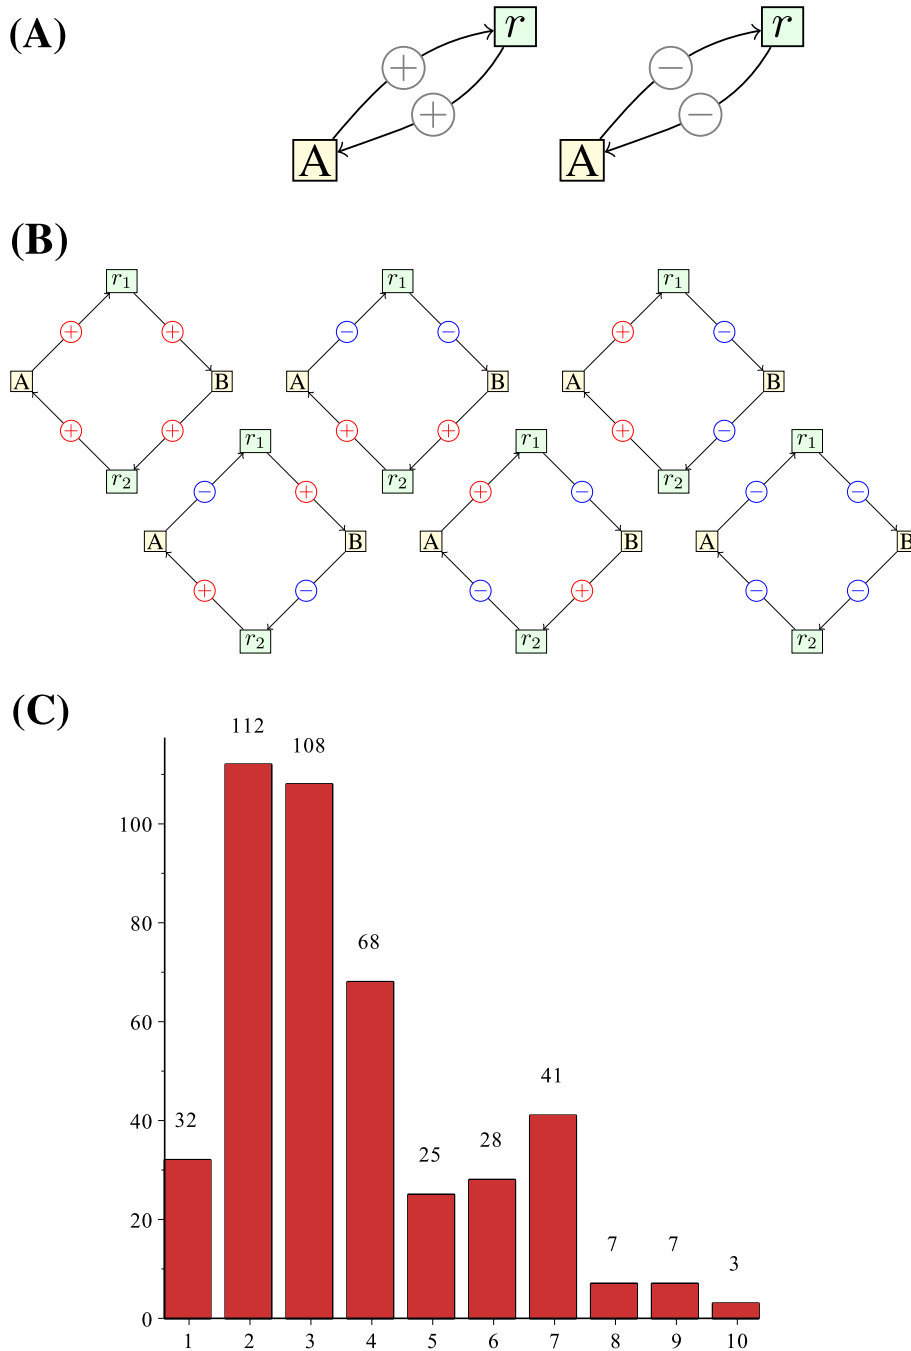 (A)
r r
+ −
+ −
A A
(B)
r₁ r₁ r₁
+ + − − + −
A B A B A B
+ + + + + −
r₂ r₂ r₂
r₁ r₁ r₁
− + + − − −
A B A B A B
+ − − + − −
r₂ r₂ r₂
(C)
112
108
100
80
68
60
41
40
32
28
25
20
7 7
3
0
1 2 3 4 5 6 7 8 9 10